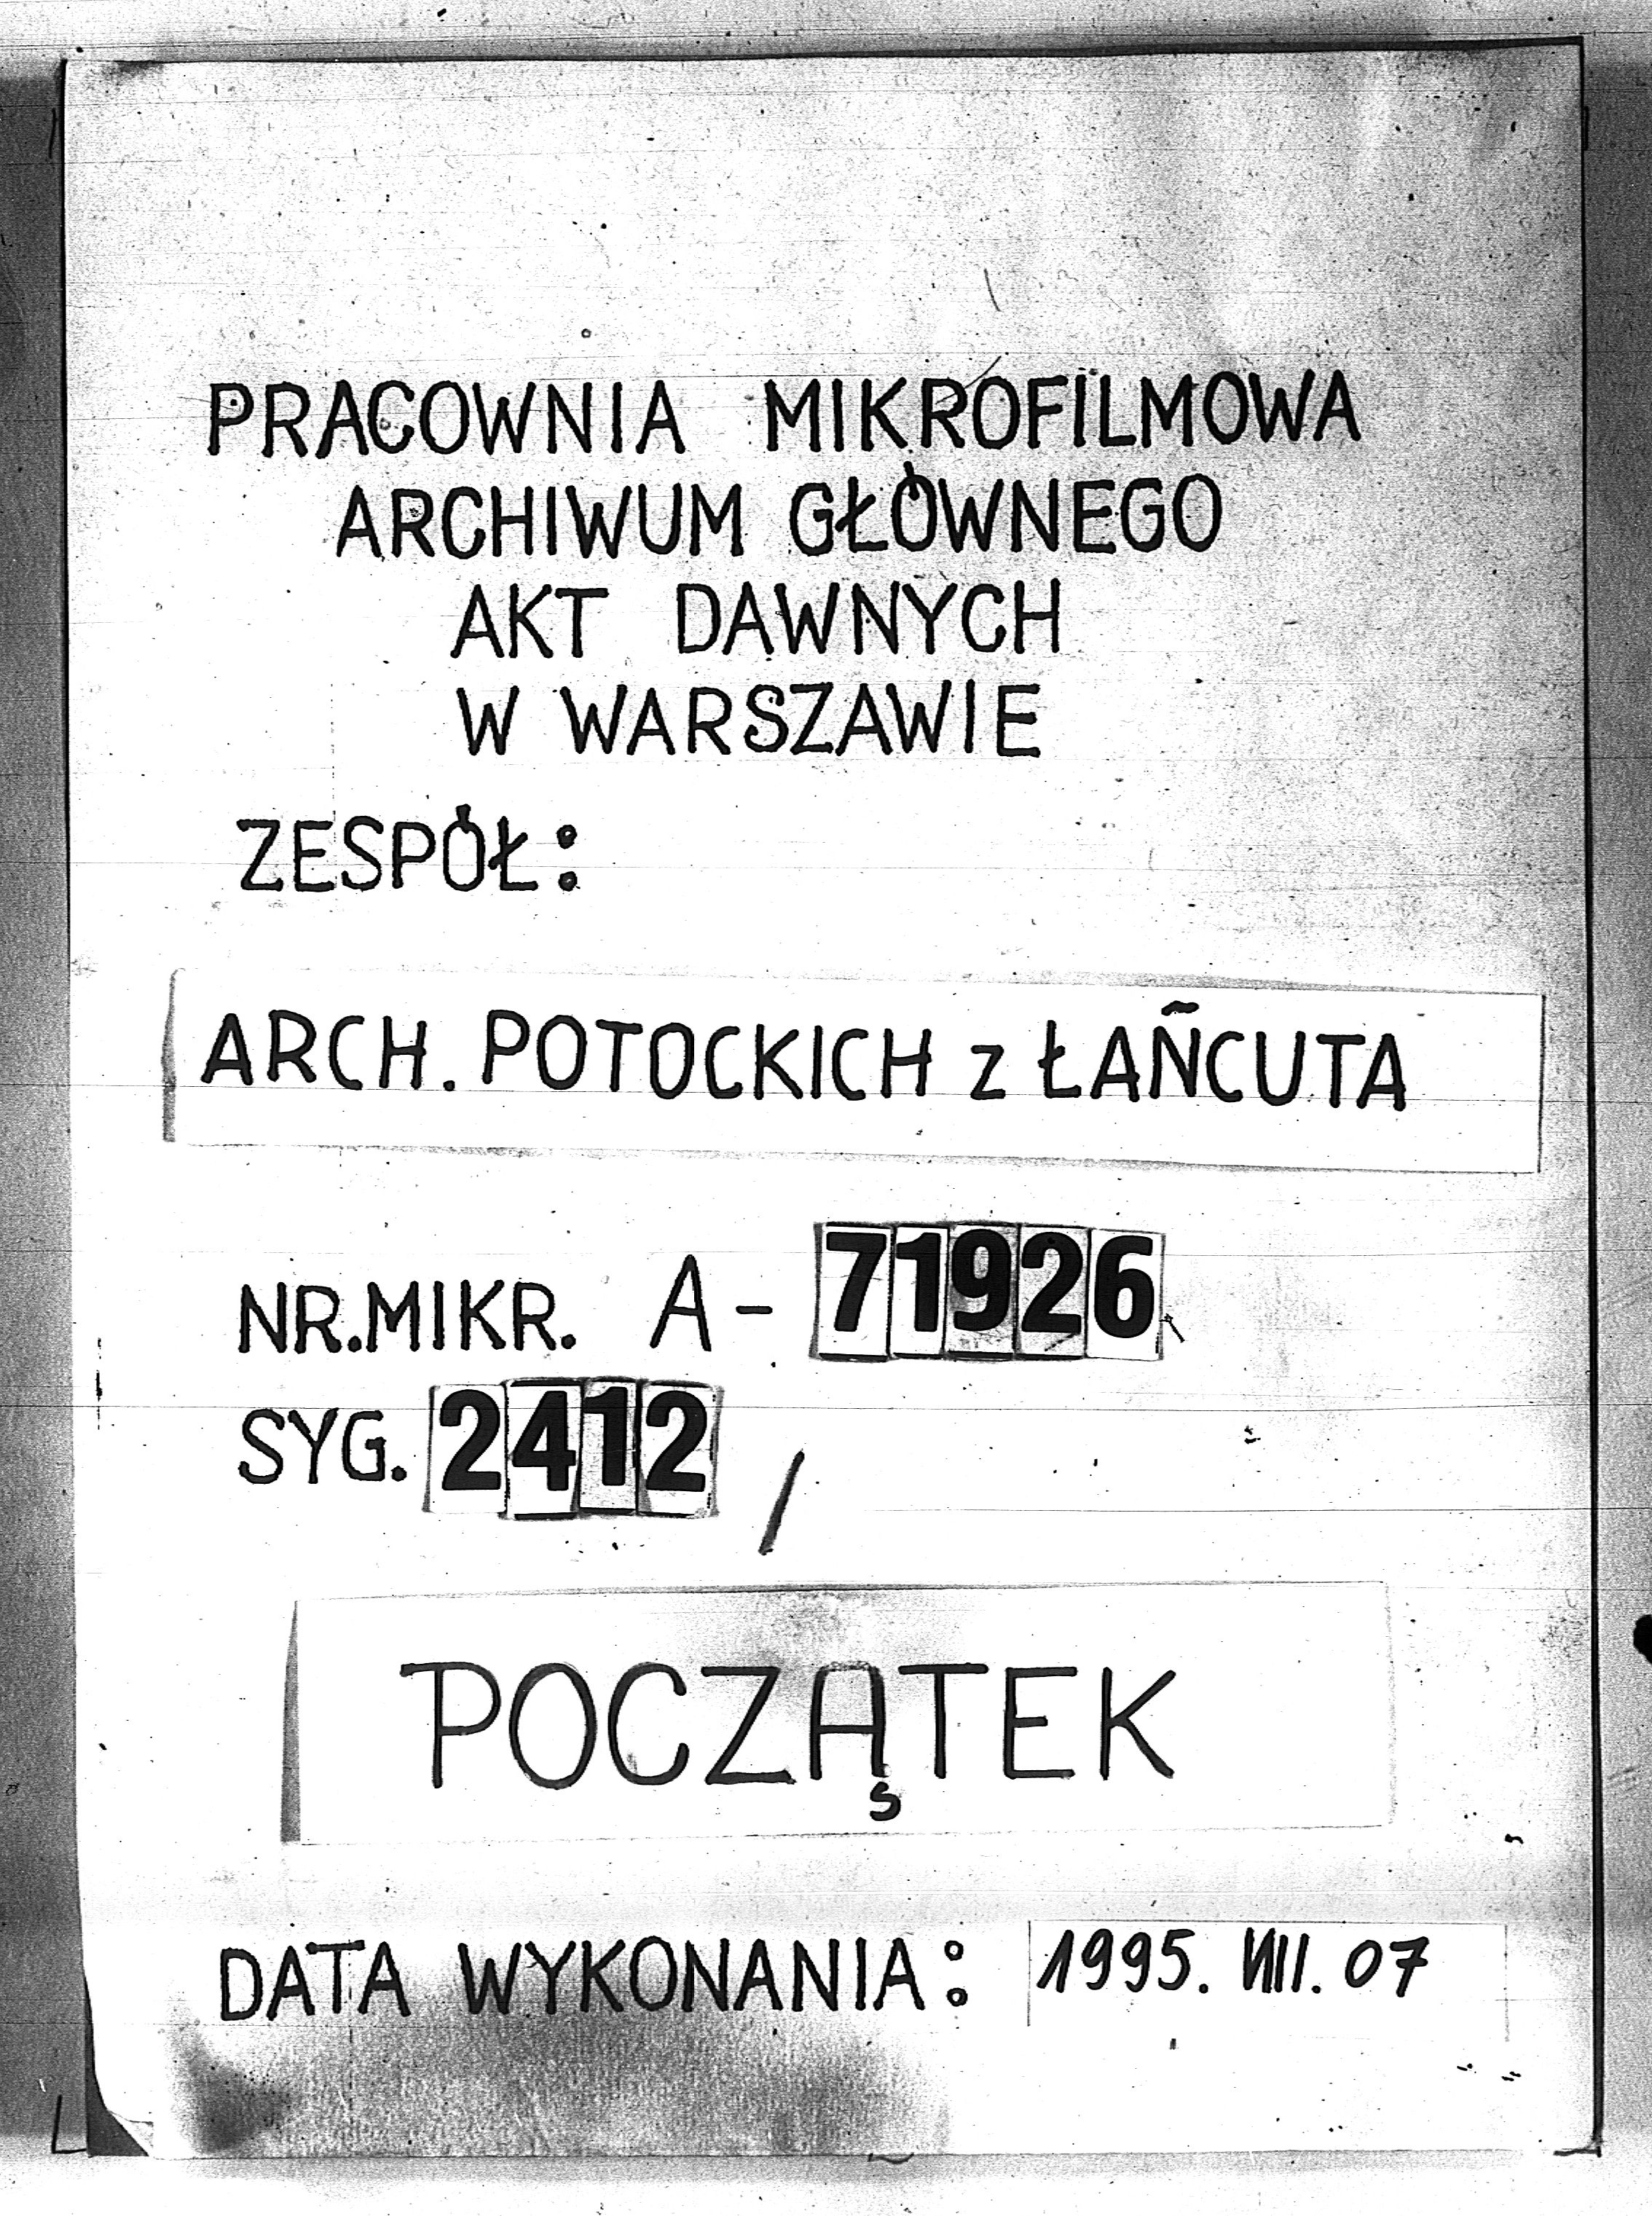 PRACOWNIA MIKROFILMOWA
ARCHIWUM GŁÓWNEGO
AKT DAWNYCH
W WARSZAWIE
ZESPÓŁ:
ARCH. POTOCKICH z ŁAŃCUTA
NR.MIKR. A-71926
SYG. 2412 /
POCZĄTEK
DATA WYKONANIA: 1995. VIII. 07